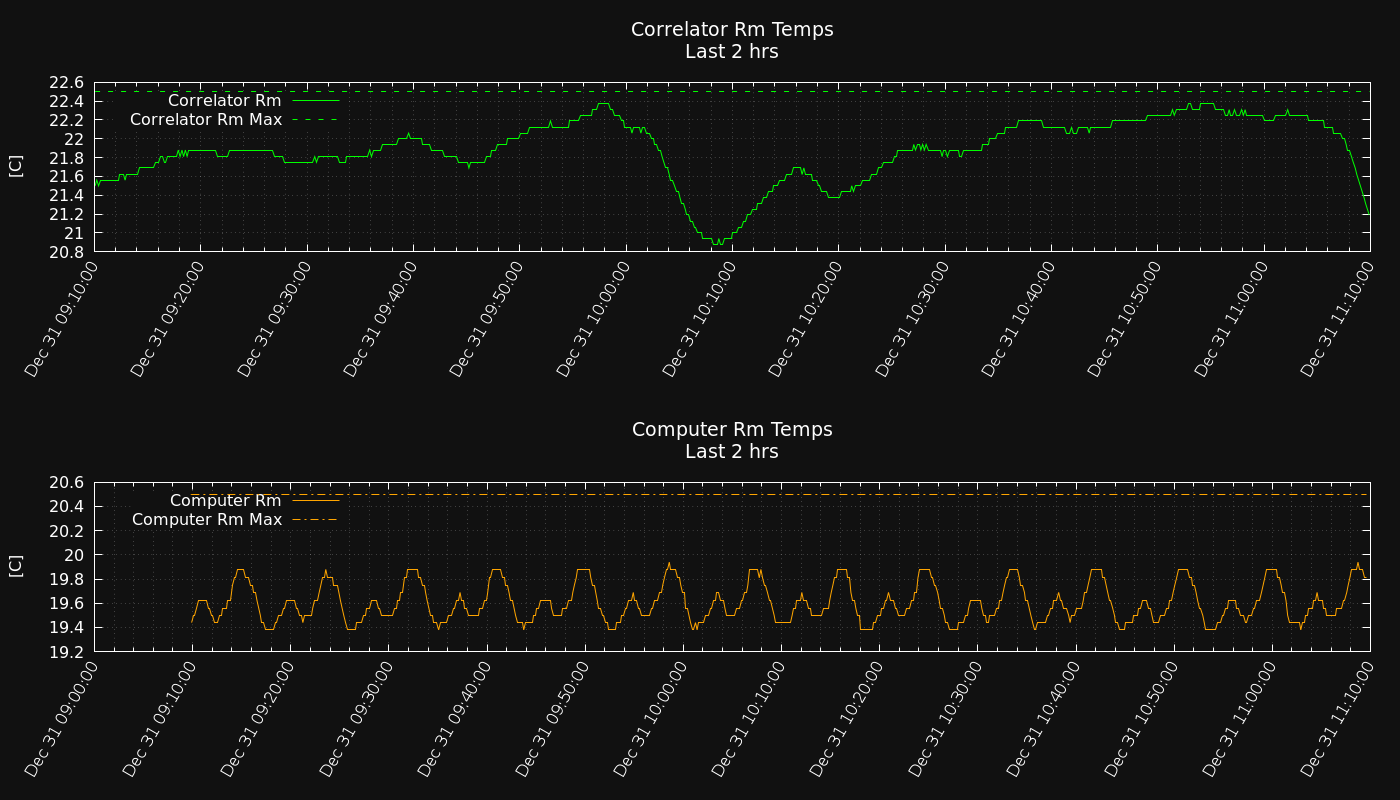 Correlator Rm Temps
Last 2 hrs
22.6
22.4
22.2
22
21.8
21.6
21.4
21.2
21
20.8
[C]
Correlator Rm
Correlator Rm Max
Dec 31 09:10:00
Dec 31 09:20:00
Dec 31 09:30:00
Dec 31 09:40:00
Dec 31 09:50:00
Dec 31 10:00:00
Dec 31 10:10:00
Dec 31 10:20:00
Dec 31 10:30:00
Dec 31 10:40:00
Dec 31 10:50:00
Dec 31 11:00:00
Dec 31 11:10:00
Computer Rm Temps
Last 2 hrs
20.6
20.4
20.2
20
19.8
19.6
19.4
19.2
[C]
Computer Rm
Computer Rm Max
Dec 31 09:00:00
Dec 31 09:10:00
Dec 31 09:20:00
Dec 31 09:30:00
Dec 31 09:40:00
Dec 31 09:50:00
Dec 31 10:00:00
Dec 31 10:10:00
Dec 31 10:20:00
Dec 31 10:30:00
Dec 31 10:40:00
Dec 31 10:50:00
Dec 31 11:00:00
Dec 31 11:10:00